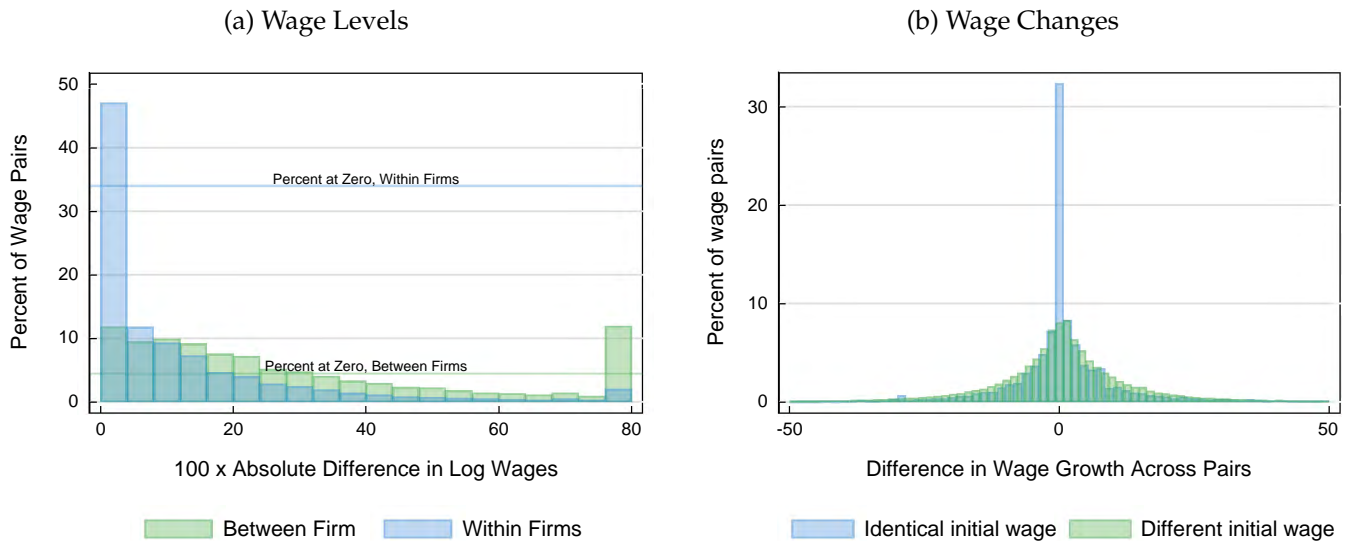 (a) Wage Levels
Percent of Wage Pairs
50
40
30
20
10
0
Percent at Zero, Within Firms
Percent at Zero, Between Firms
0
20
40
60
80
100 x Absolute Difference in Log Wages
Between Firm
Within Firms
(b) Wage Changes
Percent of wage pairs
30
20
10
0
-50
0
50
Difference in Wage Growth Across Pairs
Identical initial wage
Different initial wage